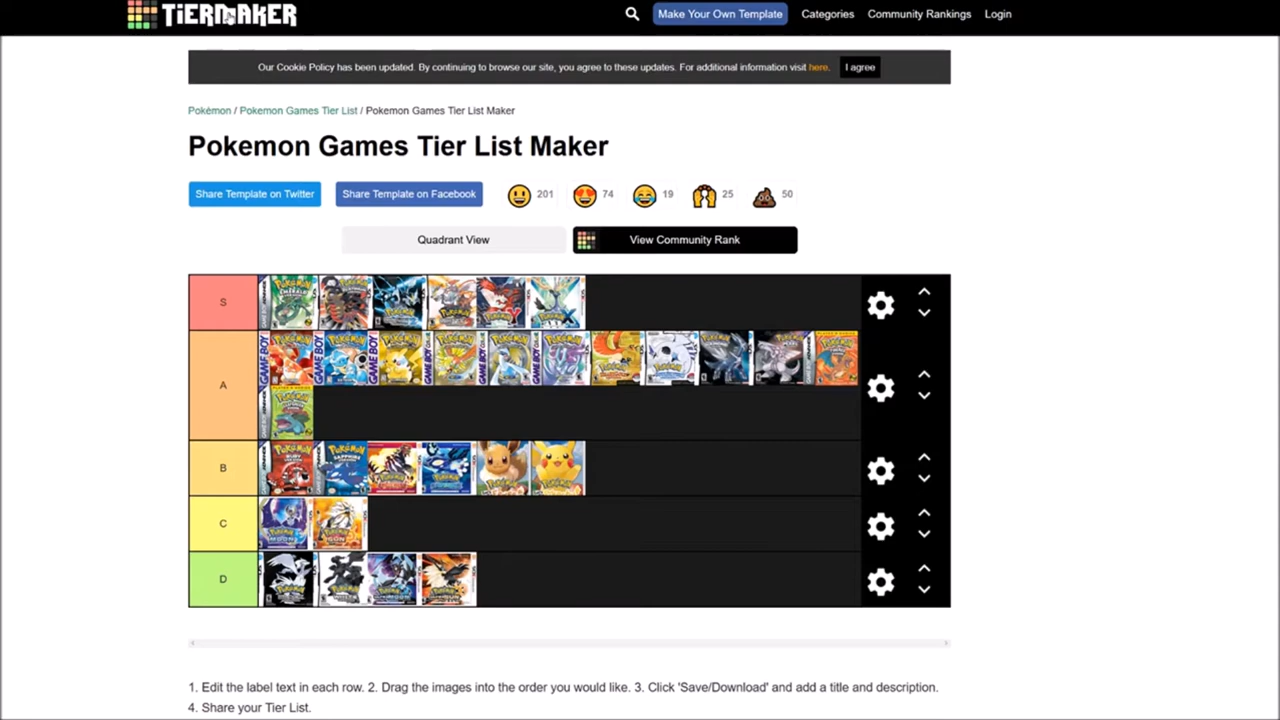 TiERMAKER
Make Your Own Template Categories Community Rankings Login
Our Cookie Policy has been updated. By continuing to browse our site, you agree to these updates. For additional information visit here. I agree
Pokémon / Pokemon Games Tier List / Pokemon Games Tier List Maker
Pokemon Games Tier List Maker
Share Template on Twitter Share Template on Facebook 201 74 19 25 50
Quadrant View View Community Rank
S
A
B
C
D
1. Edit the label text in each row. 2. Drag the images into the order you would like. 3. Click 'Save/Download' and add a title and description.
4. Share your Tier List.